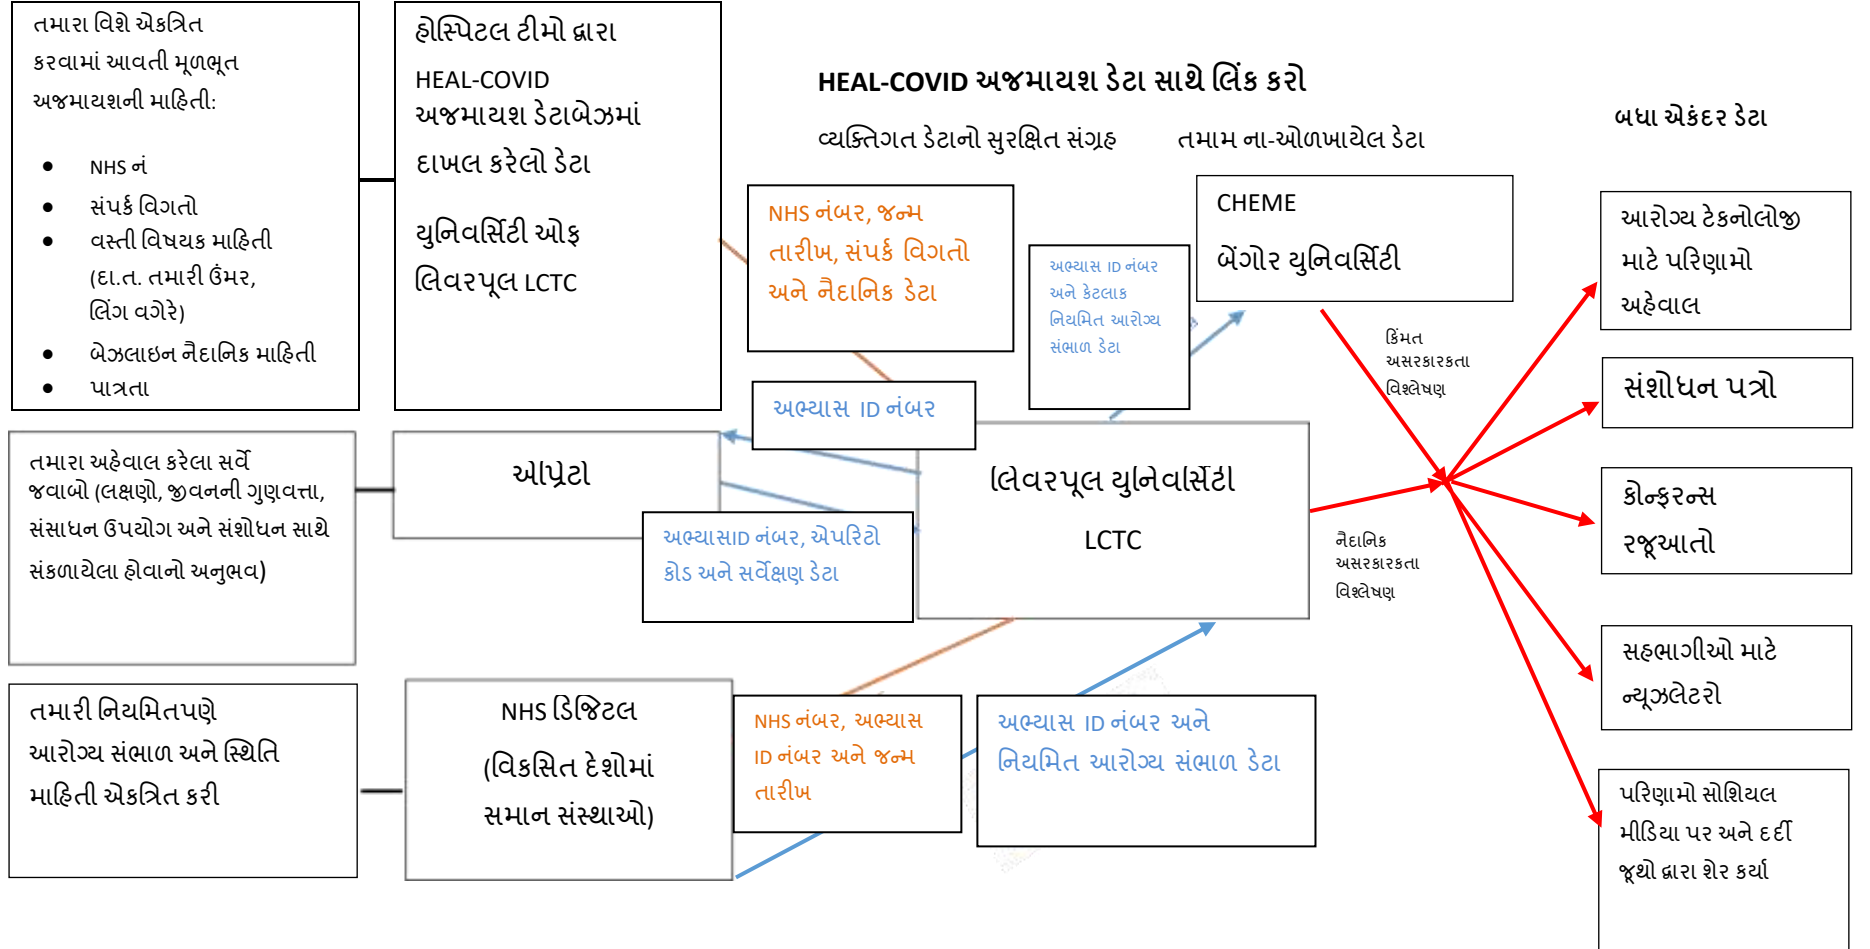 તમારા વિશે એકત્રિત
કરવામાં આવતી મૂળભૂત
અજમાયશની માહિતી:
• NHS નં
• સંપર્ક વિગતો
• વસ્તી વિષયક માહિતી
(દા.ત. તમારી ઉંમર,
લિંગ વગેરે)
• બેઝલાઇન નૈદાનિક માહિતી
• પાત્રતા
હોસ્પિટલ ટીમો દ્વારા
HEAL-COVID
અજમાયશ ડેટાબેઝમાં
દાખલ કરેલો ડેટા
યુનિવર્સિટી ઓફ
લિવરપૂલ LCTC
HEAL-COVID અજમાયશ ડેટા સાથે લિંક કરો
વ્યક્તિગત ડેટાનો સુરક્ષિત સંગ્રહ
તમામ ના-ઓળખાયેલ ડેટા
બધા એકંદર ડેટા
NHS નંબર, જન્મ
તારીખ, સંપર્ક વિગતો
અને નૈદાનિક ડેટા
અભ્યાસ ID નંબર
અને કેટલાક
નિયમિત આરોગ્ય
સંભાળ ડેટા
CHEME
બેંગોર યુનિવર્સિટી
કિંમત
અસરકારકતા
વિશ્લેષણ
આરોગ્ય ટેકનોલોજી
માટે પરિણામો
અહેવાલ
સંશોધન પત્રો
અભ્યાસ ID નંબર
તમારા અહેવાલ કરેલા સર્વે
જવાબો (લક્ષણો, જીવનની ગુણવત્તા,
સંસાધન ઉપયોગ અને સંશોધન સાથે
સંકળાયેલા હોવાનો અનુભવ)
એપ્રિટો
અભ્યાસID નંબર, એપરિટો
કોડ અને સર્વેક્ષણ ડેટા
લિવરપૂલ યુનિવર્સિટી
LCTC
નૈદાનિક
અસરકારકતા
વિશ્લેષણ
કોન્ફરન્સ
રજૂઆતો
સહભાગીઓ માટે
ન્યૂઝલેટરો
તમારી નિયમિતપણે
આરોગ્ય સંભાળ અને સ્થિતિ
માહિતી એકત્રિત કરી
NHS ડિજિટલ
(વિકસિત દેશોમાં
સમાન સંસ્થાઓ)
NHS નંબર, અભ્યાસ
ID નંબર અને જન્મ
તારીખ
અભ્યાસ ID નંબર અને
નિયમિત આરોગ્ય સંભાળ ડેટા
પરિણામો સોશિયલ
મીડિયા પર અને દર્દી
જૂથો દ્વારા શેર કર્યા